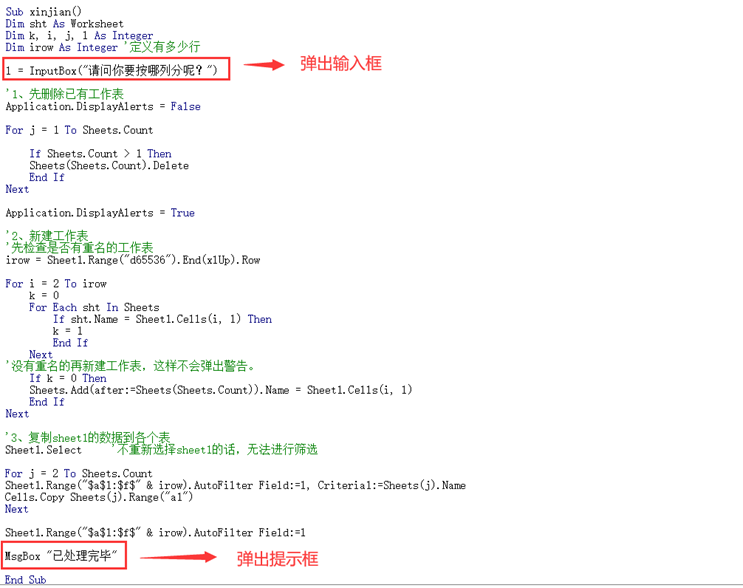 Sub xinjian()
Dim sht As Worksheet
Dim k, i, j, l As Integer
Dim irow As Integer '定义有多少行
l = InputBox("请问你要按哪列分呢？")
弹出输入框
'1、先删除已有工作表
Application.DisplayAlerts = False
For j = 1 To Sheets.Count
If Sheets.Count > 1 Then
Sheets(Sheets.Count).Delete
End If
Next
Application.DisplayAlerts = True
'2、新建工作表
'先检查是否有重名的工作表
irow = Sheet1.Range("d65536").End(xlUp).Row
For i = 2 To irow
k = 0
For Each sht In Sheets
If sht.Name = Sheet1.Cells(i, l) Then
k = 1
End If
Next
'没有重名的再新建工作表，这样不会弹出警告。
If k = 0 Then
Sheets.Add(after:=Sheets(Sheets.Count)).Name = Sheet1.Cells(i, l)
End If
Next
'3、复制sheet1的数据到各个表
Sheet1.Select '不重新选择sheet1的话，无法进行筛选
For j = 2 To Sheets.Count
Sheet1.Range("$a$1:$f$" & irow).AutoFilter Field:=l, Criteria1:=Sheets(j).Name
Cells.Copy Sheets(j).Range("a1")
Next
Sheet1.Range("$a$1:$f$" & irow).AutoFilter Field:=l
MsgBox "已处理完毕"
弹出提示框
End Sub